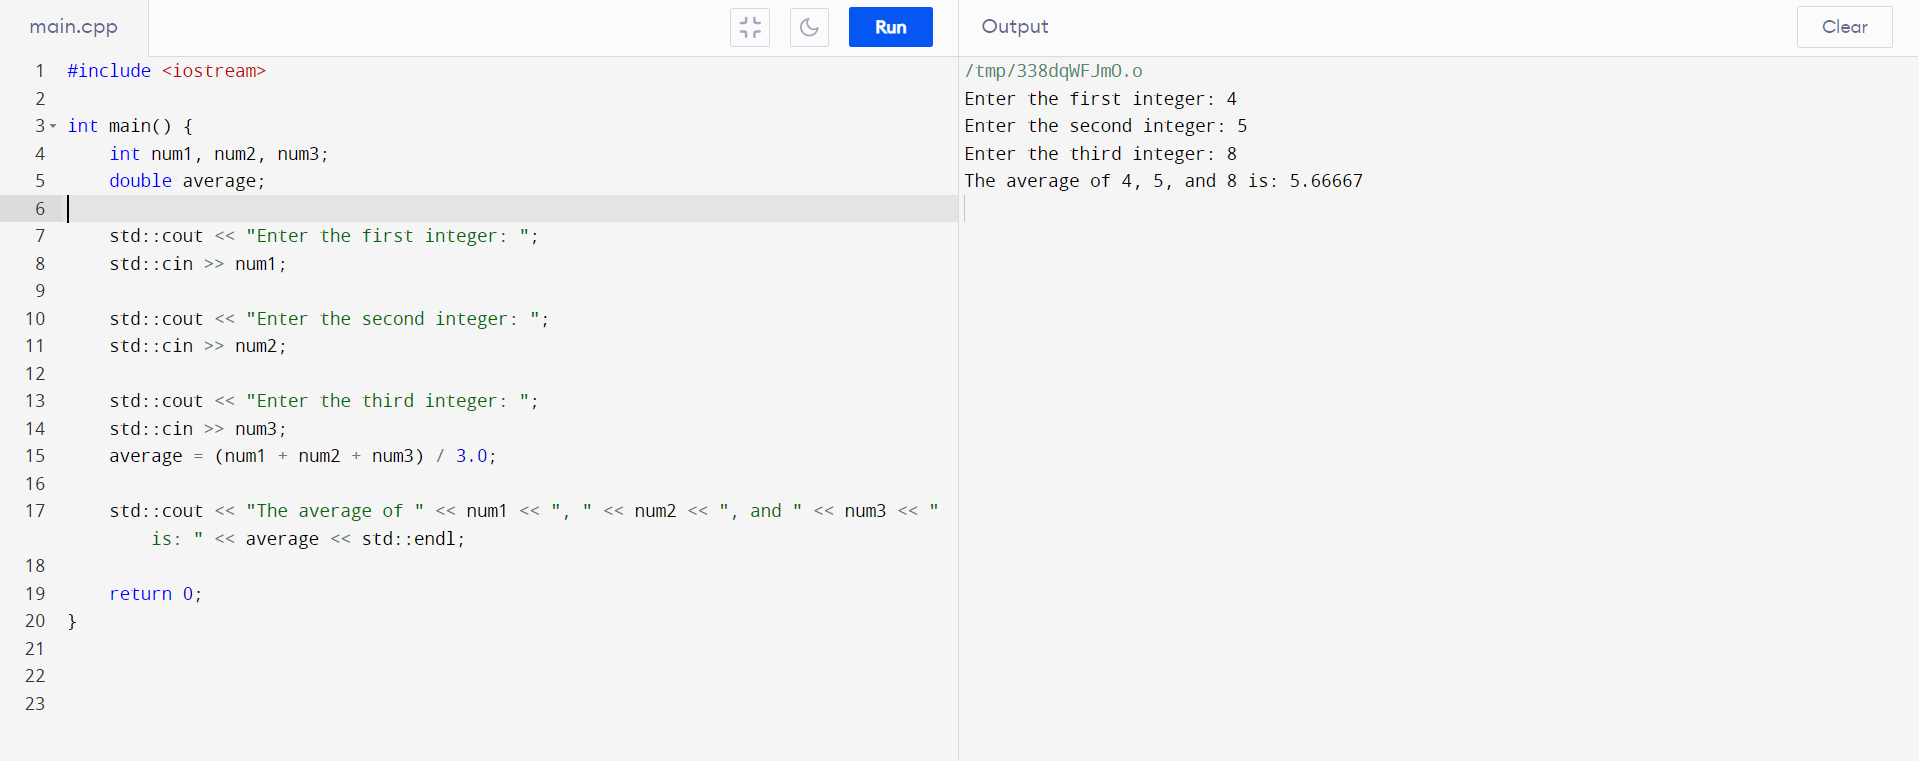 main.cpp
Run
Output
Clear
1 #include <iostream>
2
3 int main() {
4     int num1, num2, num3;
5     double average;
6
7     std::cout << "Enter the first integer: ";
8     std::cin >> num1;
9
10     std::cout << "Enter the second integer: ";
11     std::cin >> num2;
12
13     std::cout << "Enter the third integer: ";
14     std::cin >> num3;
15     average = (num1 + num2 + num3) / 3.0;
16
17     std::cout << "The average of " << num1 << ", " << num2 << ", and " << num3 << "
is: " << average << std::endl;
18
19     return 0;
20 }
21
22
23
/tmp/338dqWFJmO.o
Enter the first integer: 4
Enter the second integer: 5
Enter the third integer: 8
The average of 4, 5, and 8 is: 5.66667